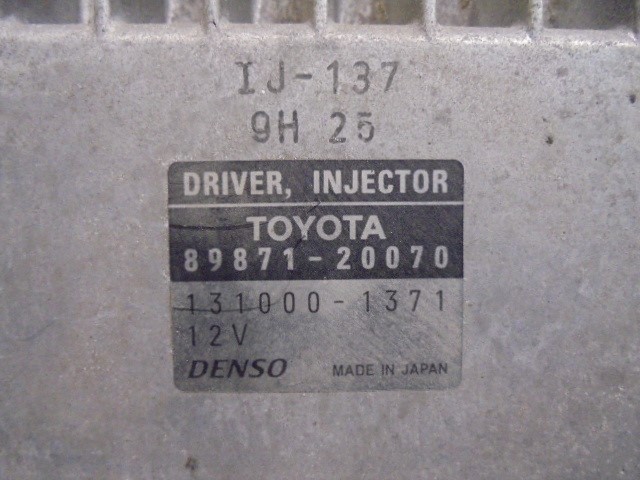 IJ-137
9H 25
DRIVER, INJECTOR
TOYOTA
89871-20070
131000-1371
12V
DENSO MADE IN JAPAN